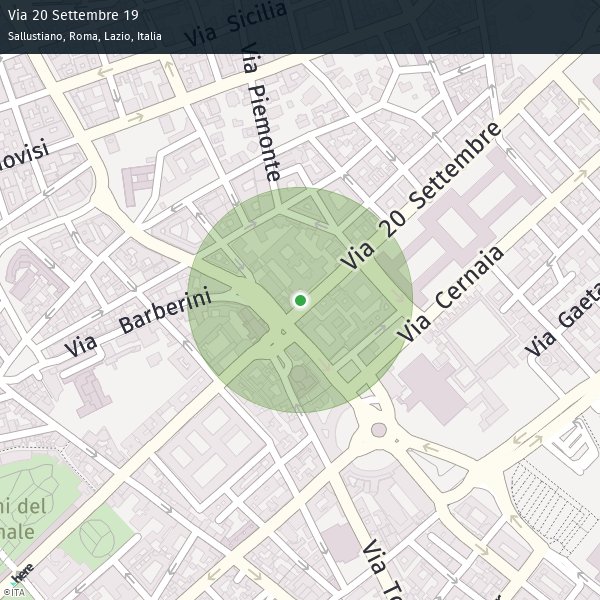 Via 20 Settembre 19
Sallustiano, Roma, Lazio, Italia
Via Sicilia
Via Piemonte
ovisi
Via 20 Settembre
Via Cernaia
Via Barberini
Via Gaeta
ni del
nale
Via To
here
©ITA